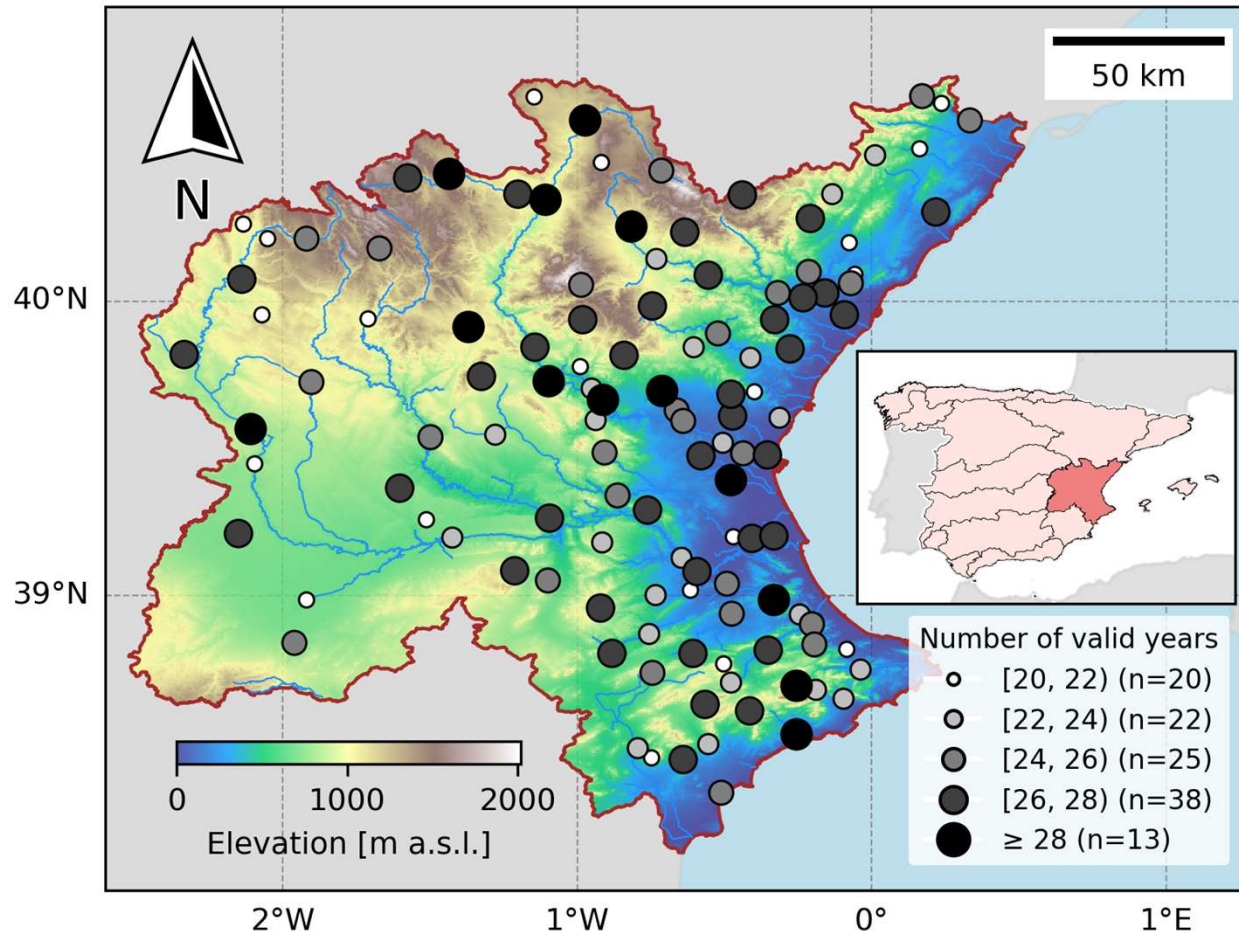 50 km
N
40°N
39°N
Number of valid years
[20, 22) (n=20)
[22, 24) (n=22)
[24, 26) (n=25)
[26, 28) (n=38)
≥ 28 (n=13)
0
1000
2000
Elevation [m a.s.l.]
2°W
1°W
0°
1°E